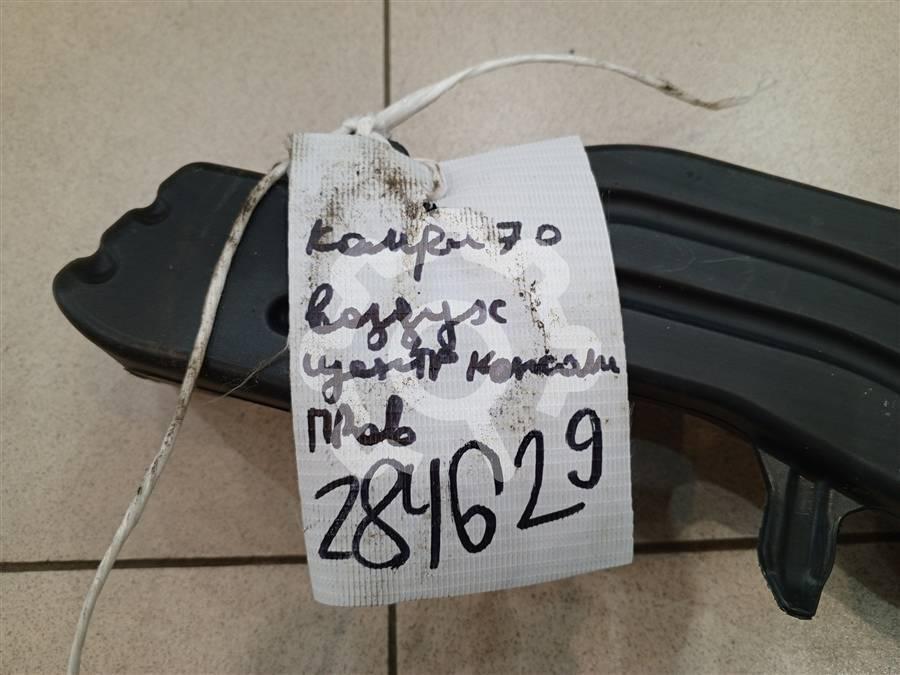 Камри 70
воздух
центр консоли
прав
284629